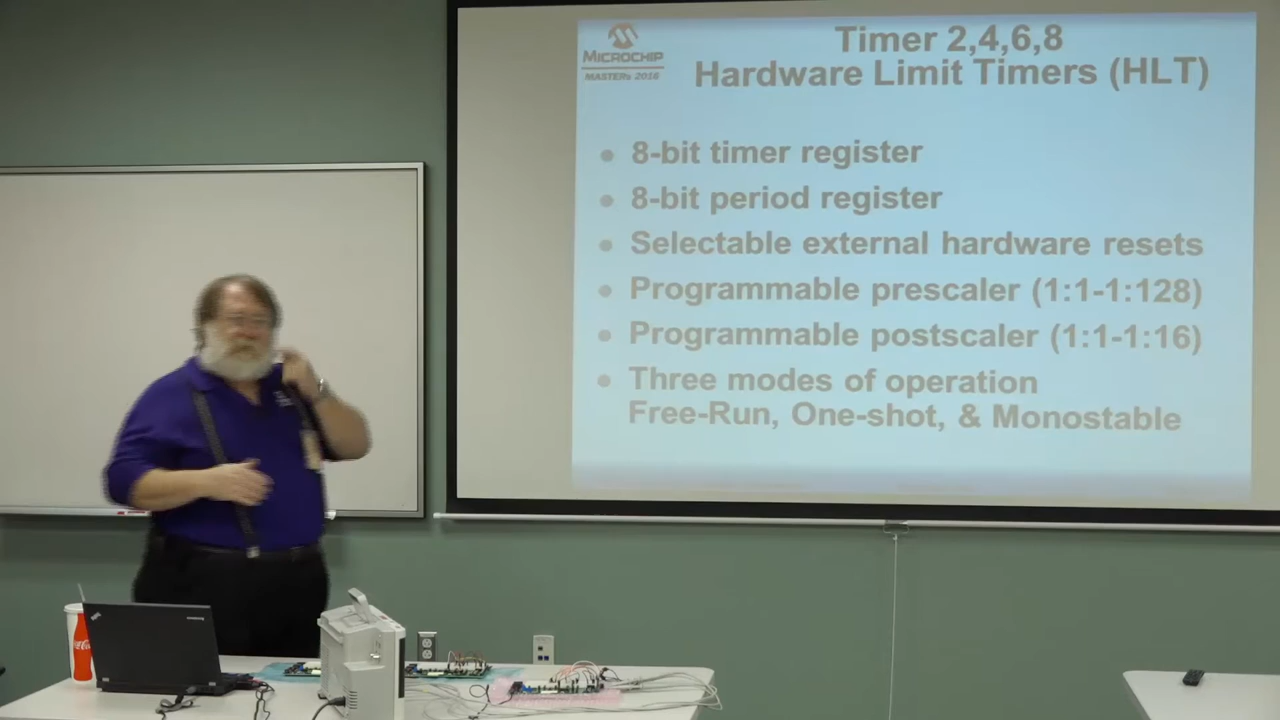 MICROCHIP
MASTERs 2016
Timer 2,4,6,8
Hardware Limit Timers (HLT)
8-bit timer register
8-bit period register
Selectable external hardware resets
Programmable prescaler (1:1-1:128)
Programmable postscaler (1:1-1:16)
Three modes of operation
Free-Run, One-shot, & Monostable